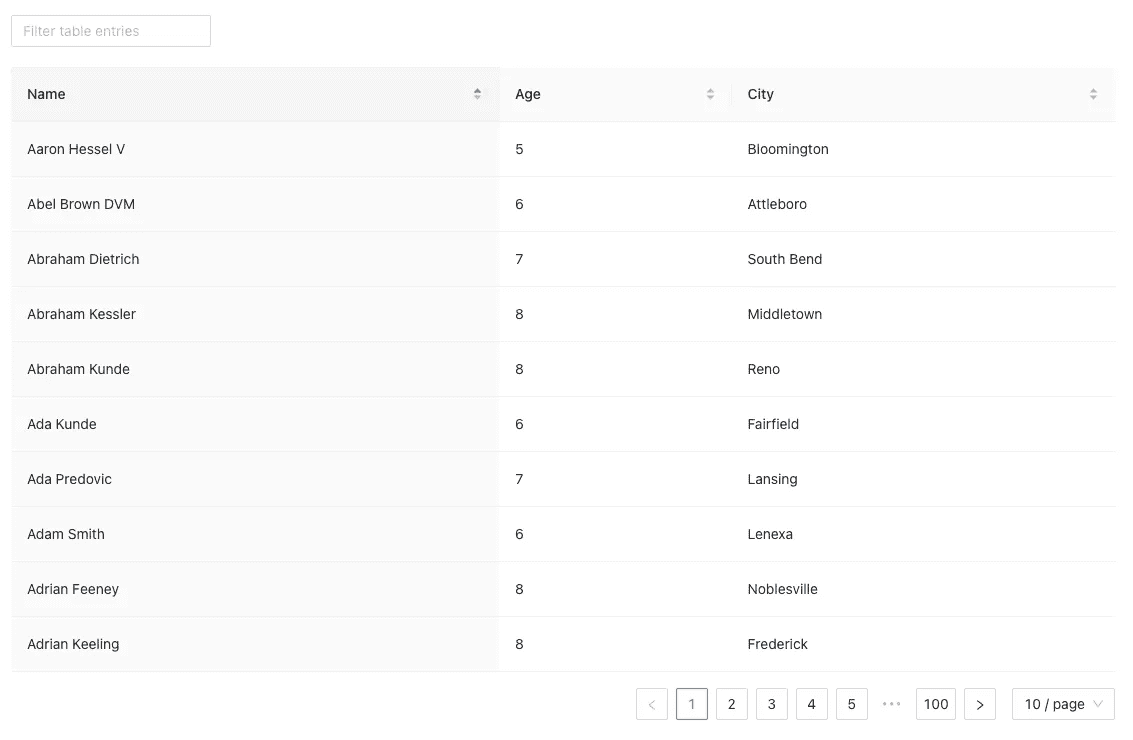 Filter table entries
Name Age City
Aaron Hessel V 5 Bloomington
Abel Brown DVM 6 Attleboro
Abraham Dietrich 7 South Bend
Abraham Kessler 8 Middletown
Abraham Kunde 8 Reno
Ada Kunde 6 Fairfield
Ada Predovic 7 Lansing
Adam Smith 6 Lenexa
Adrian Feeney 8 Noblesville
Adrian Keeling 8 Frederick
< 1 2 3 4 5 ••• 100 > 10 / page